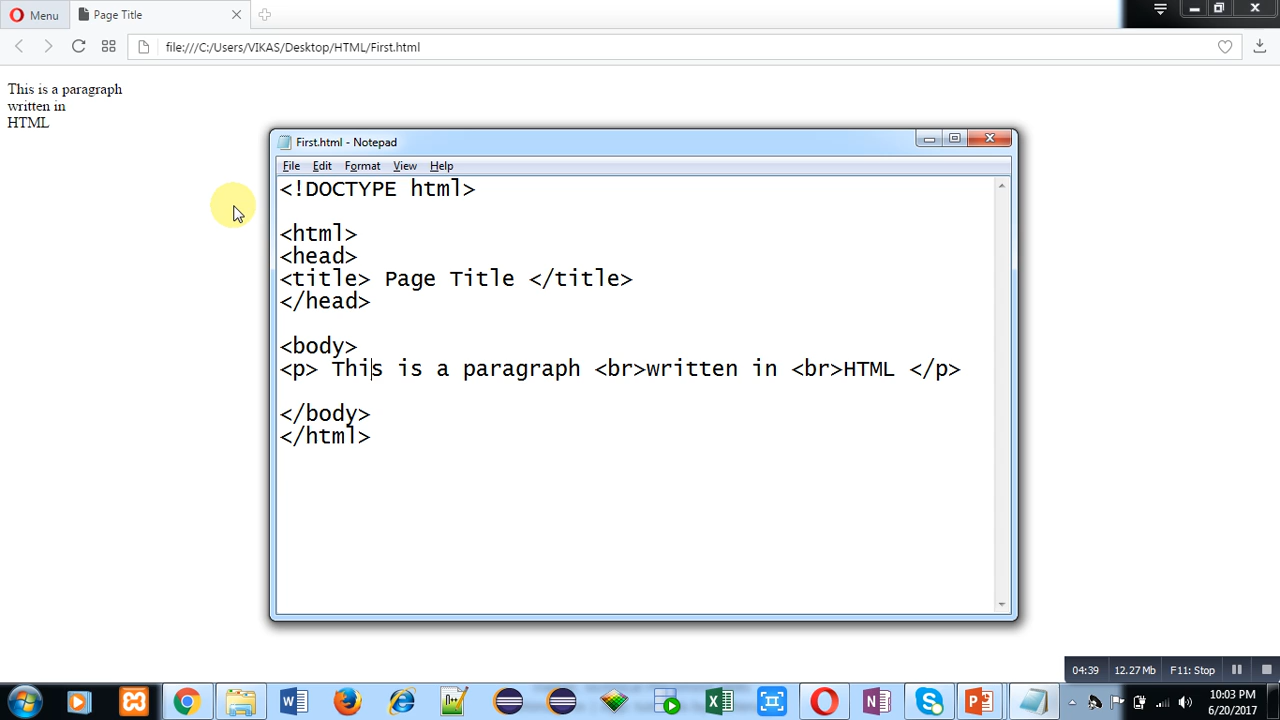 Menu
Page Title
file:///C:/Users/VIKAS/Desktop/HTML/First.html
This is a paragraph
written in
HTML
First.html - Notepad
File Edit Format View Help
<!DOCTYPE html>
<html>
<head>
<title> Page Title </title>
</head>
<body>
<p> This is a paragraph <br>written in <br>HTML </p>
</body>
</html>
04:39 12.27 Mb F11: Stop
10:03 PM
6/20/2017